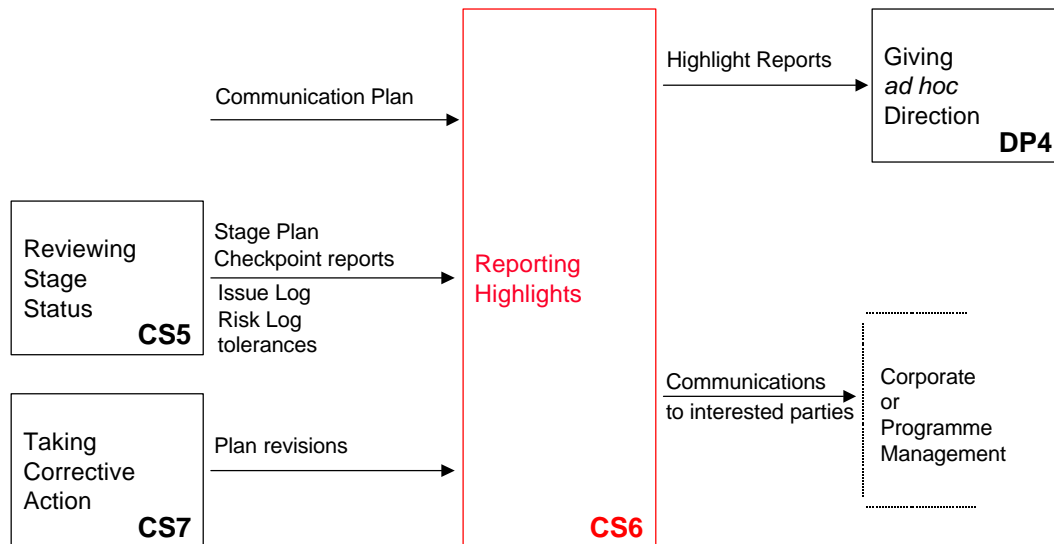 Communication Plan
Reviewing
Stage
Status
CS5
Stage Plan
Checkpoint reports
Issue Log
Risk Log
tolerances
Taking
Corrective
Action
CS7
Plan revisions
Reporting
Highlights
CS6
Highlight Reports
Giving
ad hoc
Direction
DP4
Communications
to interested parties
Corporate
or
Programme
Management